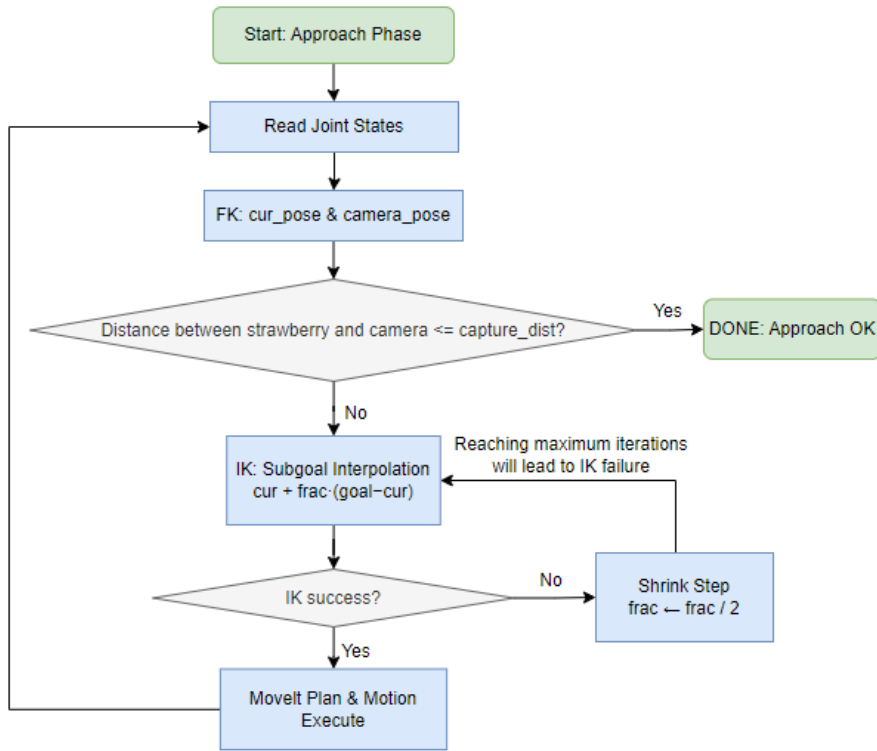 Start: Approach Phase
Read Joint States
FK: cur_pose & camera_pose
Distance between strawberry and camera <= capture_dist?
Yes
DONE: Approach OK
No
Reaching maximum iterations
will lead to IK failure
IK: Subgoal Interpolation
cur + frac·(goal−cur)
IK success?
No
Shrink Step
frac ← frac / 2
Yes
MoveIt Plan & Motion
Execute